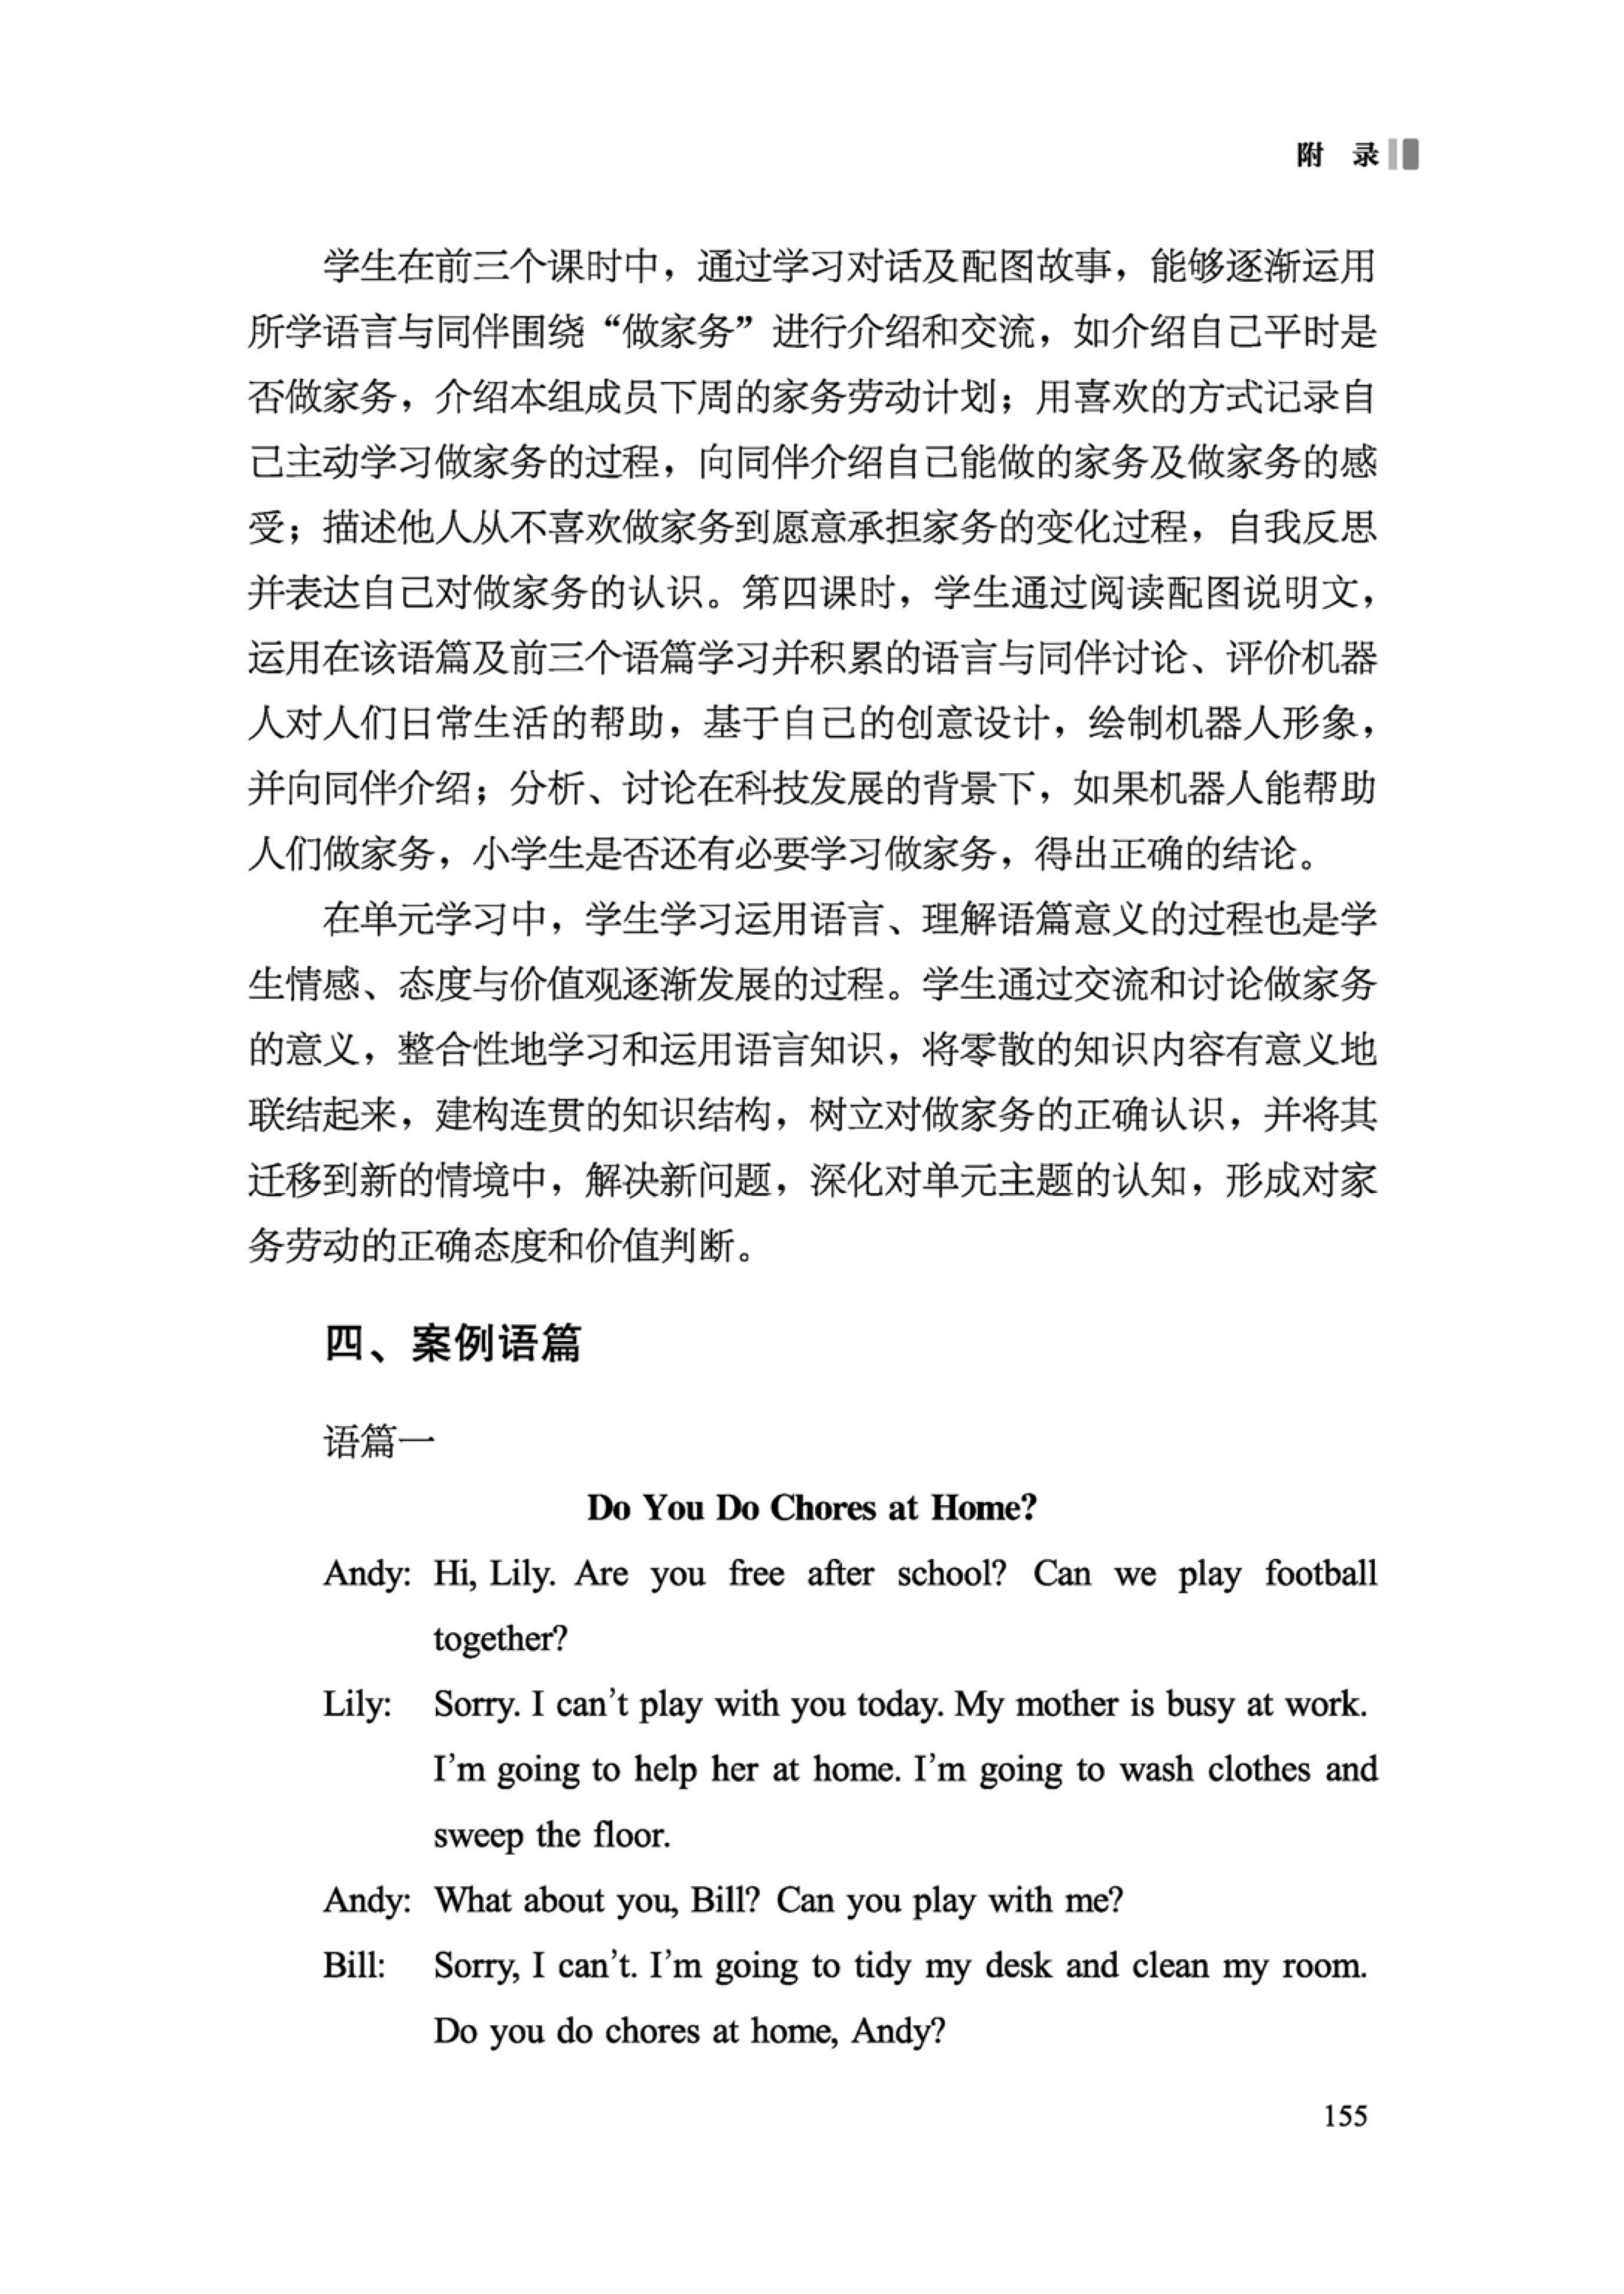 附 录
学生在前三个课时中，通过学习对话及配图故事，能够逐渐运用
所学语言与同伴围绕“做家务”进行介绍和交流，如介绍自己平时是
否做家务，介绍本组成员下周的家务劳动计划；用喜欢的方式记录自
己主动学习做家务的过程，向同伴介绍自己能做的家务及做家务的感
受；描述他人从不喜欢做家务到愿意承担家务的变化过程，自我反思
并表达自己对做家务的认识。第四课时，学生通过阅读配图说明文，
运用在该语篇及前三个语篇学习并积累的语言与同伴讨论、评价机器
人对人们日常生活的帮助，基于自己的创意设计，绘制机器人形象，
并向同伴介绍；分析、讨论在科技发展的背景下，如果机器人能帮助
人们做家务，小学生是否还有必要学习做家务，得出正确的结论。
在单元学习中，学生学习运用语言、理解语篇意义的过程也是学
生情感、态度与价值观逐渐发展的过程。学生通过交流和讨论做家务
的意义，整合性地学习和运用语言知识，将零散的知识内容有意义地
联结起来，建构连贯的知识结构，树立对做家务的正确认识，并将其
迁移到新的情境中，解决新问题，深化对单元主题的认知，形成对家
务劳动的正确态度和价值判断。
四、案例语篇
语篇一
Do You Do Chores at Home?
Andy: Hi, Lily. Are you free after school? Can we play football
together?
Lily: Sorry. I can't play with you today. My mother is busy at work.
I'm going to help her at home. I'm going to wash clothes and
sweep the floor.
Andy: What about you, Bill? Can you play with me?
Bill: Sorry, I can't. I'm going to tidy my desk and clean my room.
Do you do chores at home, Andy?
155